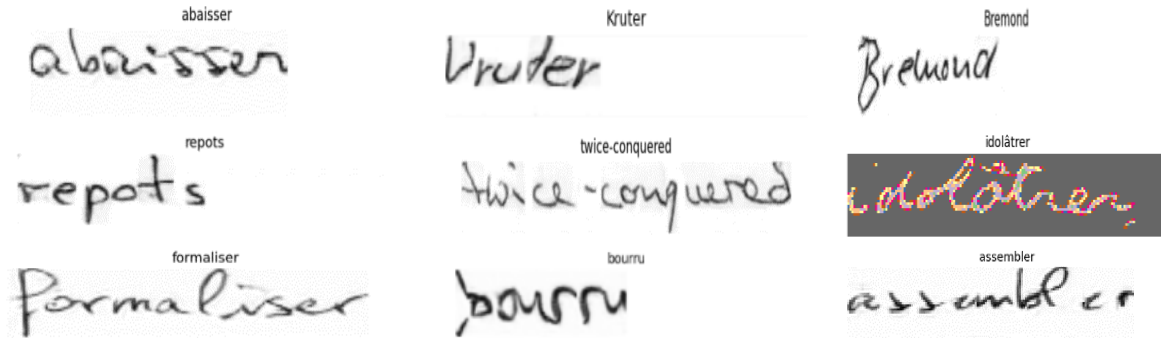 abaisser Kruter Bremond
abaisser Kruter Bremond
repots twice-conquered idolâtrer
repots twice-conquered idolâtrer
formaliser bourru assembler
formaliser bourru assembler